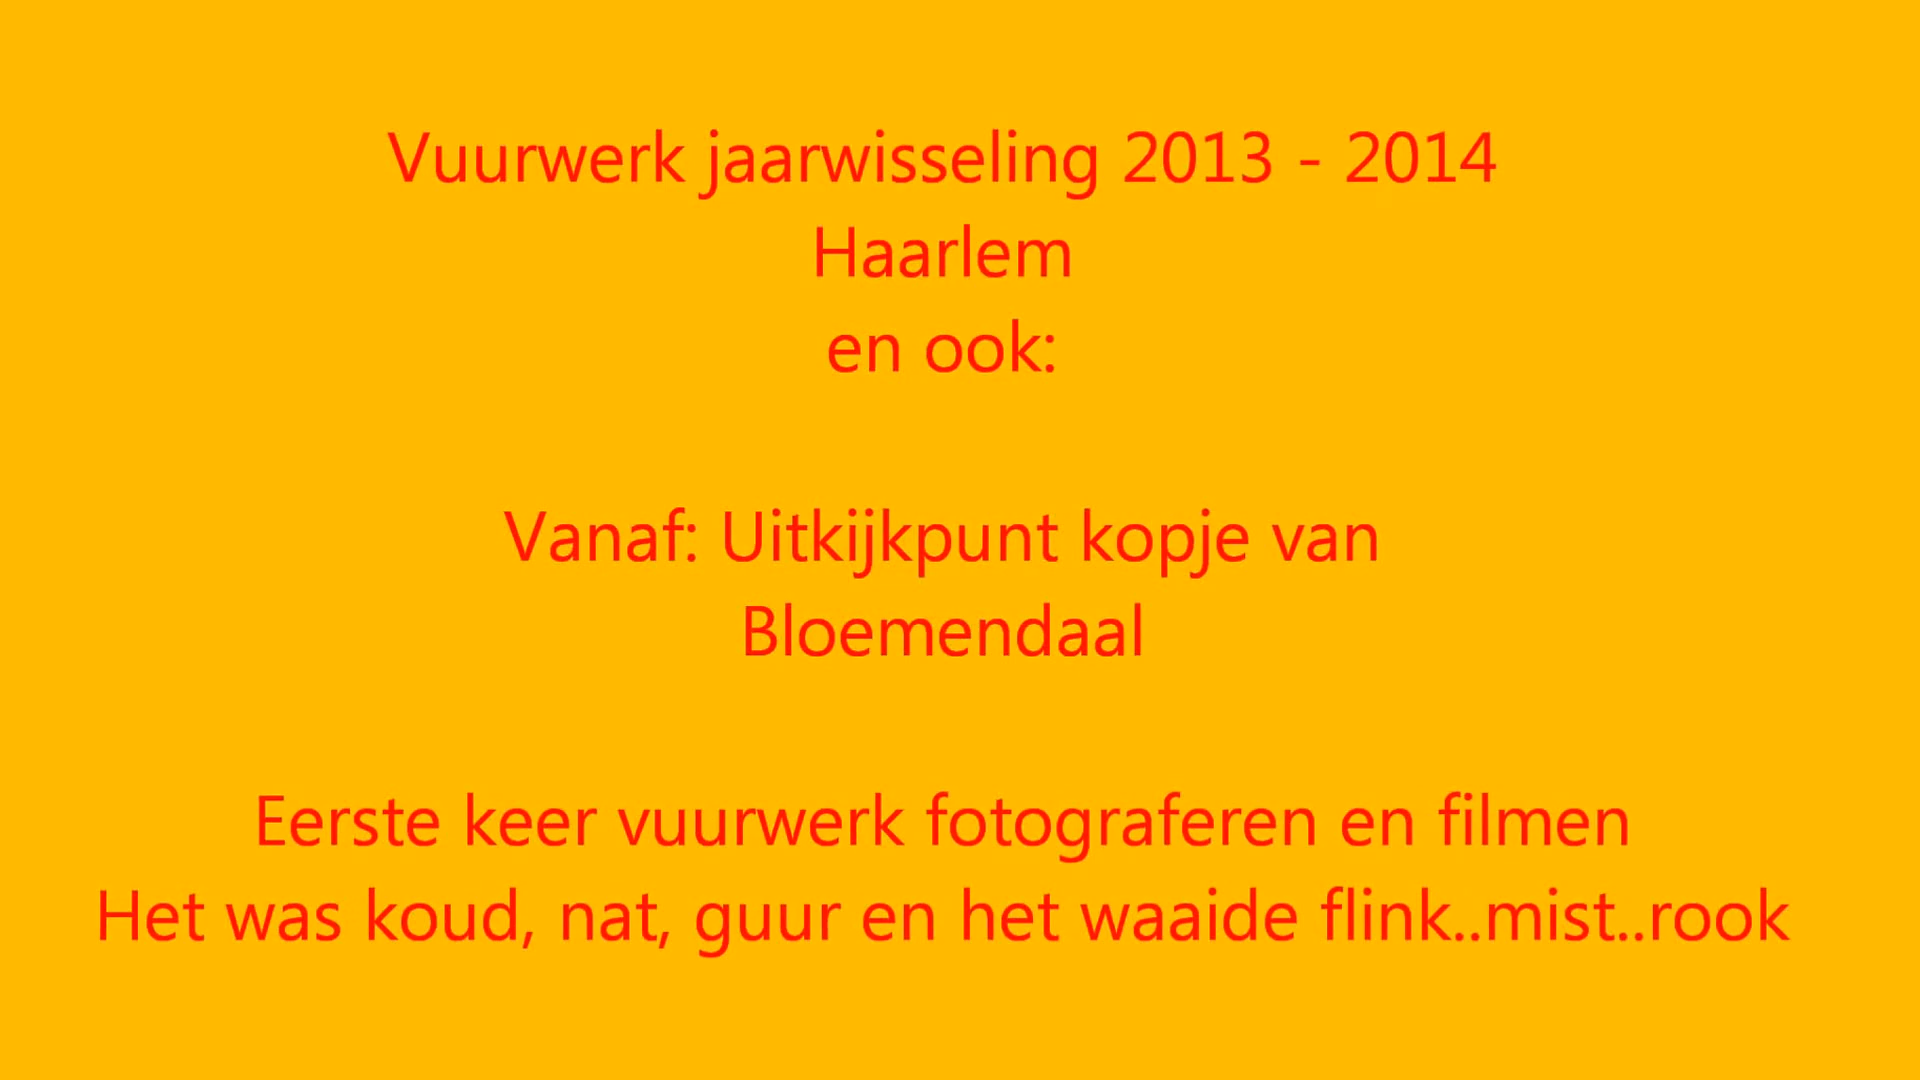 Vuurwerk jaarwisseling 2013 - 2014
Haarlem
en ook:
Vanaf: Uitkijkpunt kopje van
Bloemendaal
Eerste keer vuurwerk fotograferen en filmen
Het was koud, nat, guur en het waaide flink..mist..rook